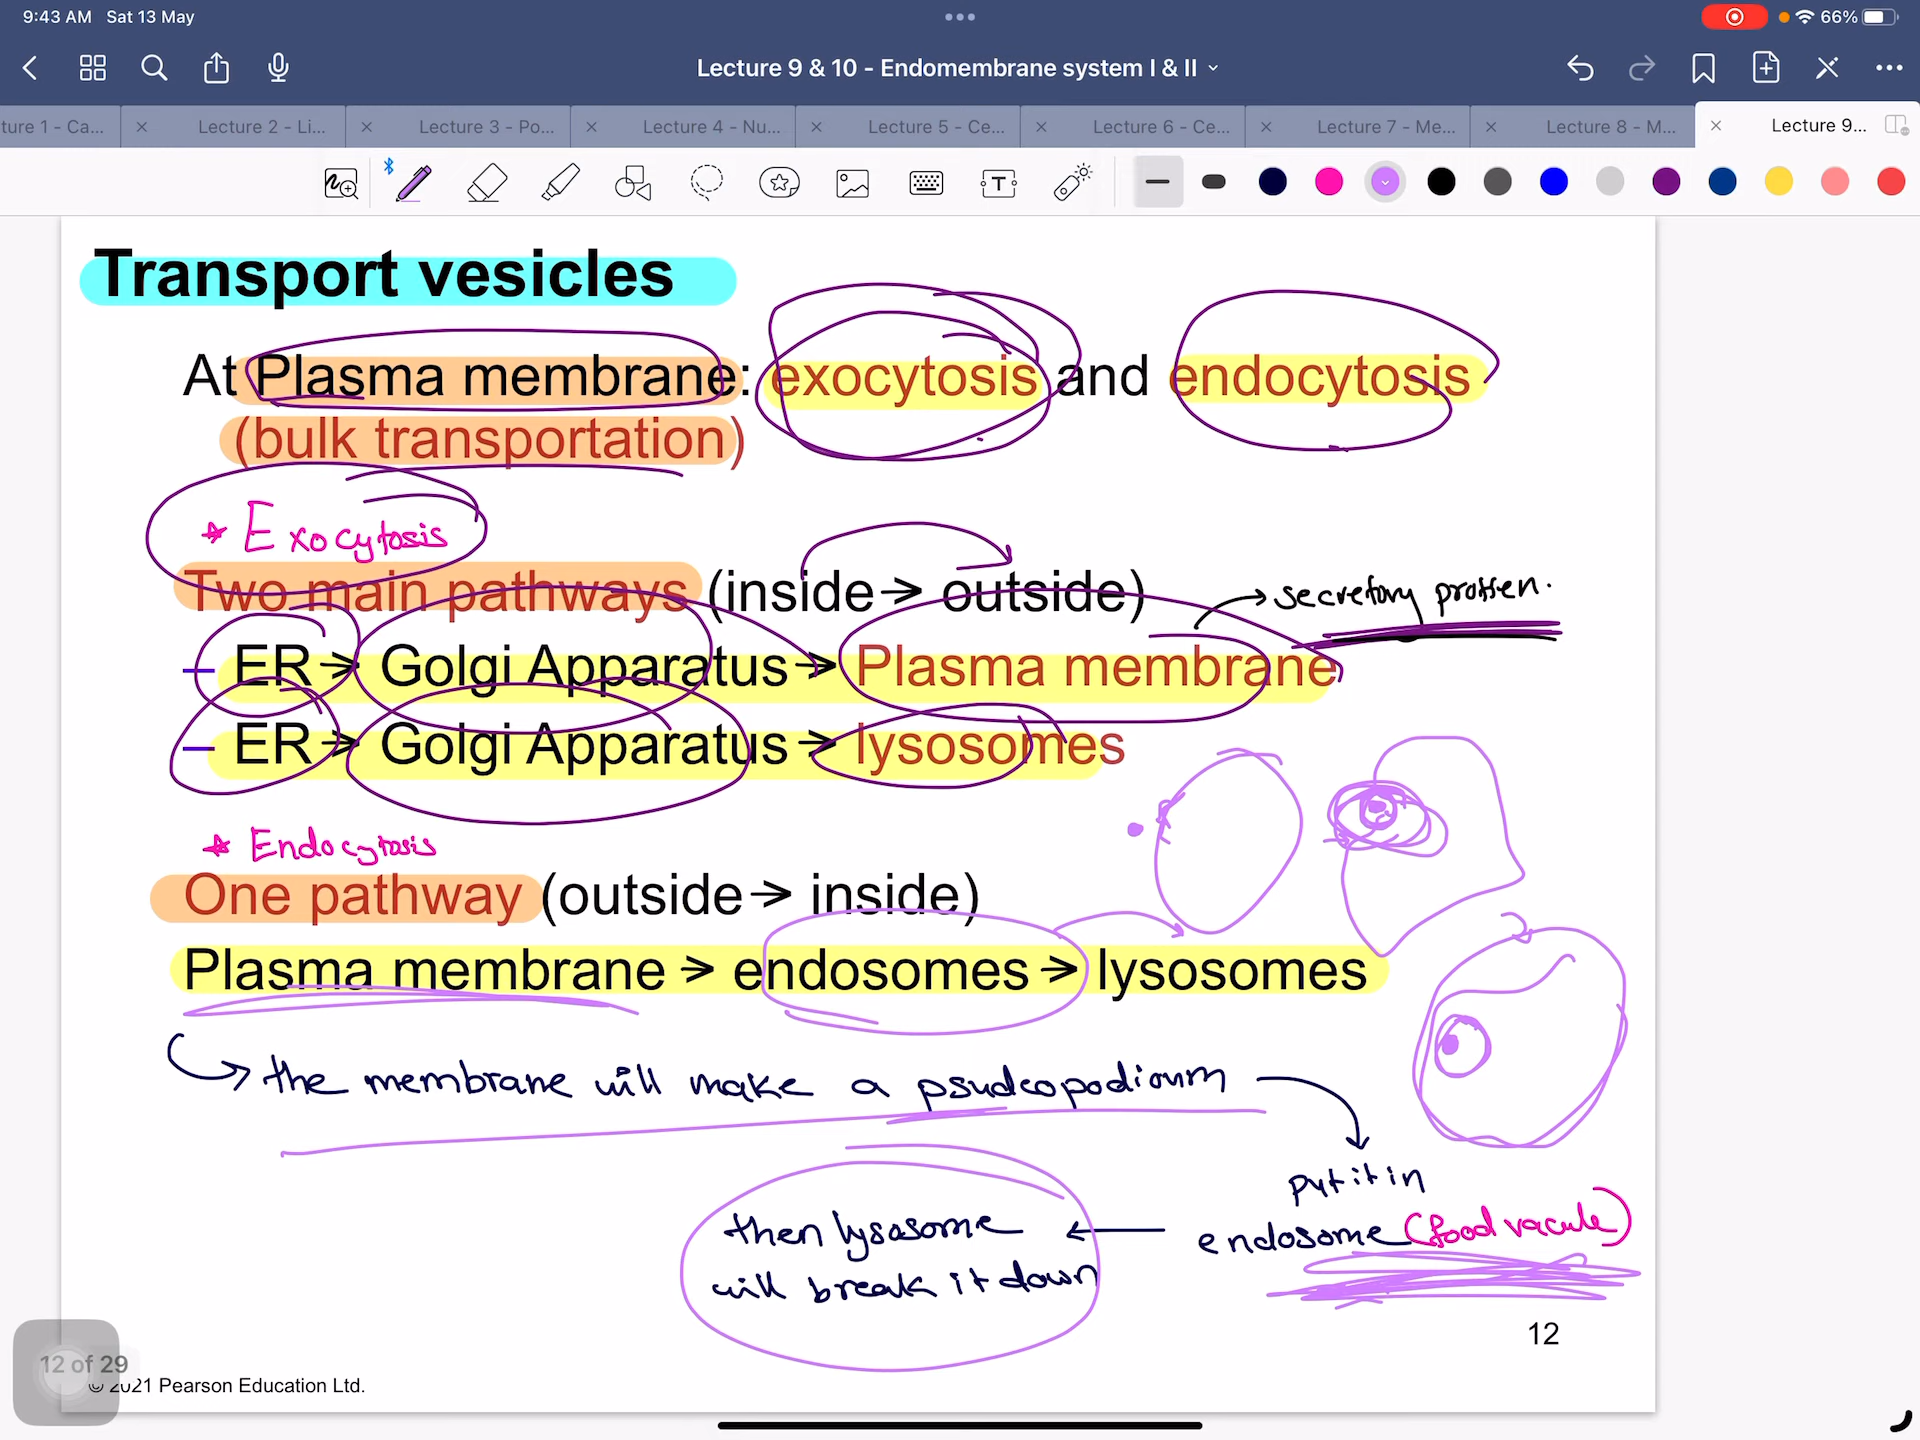 9:43 AM Sat 13 May
66%
Lecture 9 & 10 - Endomembrane system I & II
ture 1 - Ca...
Lecture 2 - Li...
Lecture 3 - Po...
Lecture 4 - Nu...
Lecture 5 - Ce...
Lecture 6 - Ce...
Lecture 7 - Me...
Lecture 8 - M...
Lecture 9...
Transport vesicles
At Plasma membrane: exocytosis and endocytosis
(bulk transportation)
* Exocytosis
Two main pathways (inside → outside)
→ secretory protien.
– ER → Golgi Apparatus → Plasma membrane
– ER → Golgi Apparatus → lysosomes
* Endocytosis
One pathway (outside → inside)
Plasma membrane → endosomes → lysosomes
the membrane will make a psudeopodioum
put it in
endosome (food vacule)
then lysosome
will break it down
12
12 of 29
© 2021 Pearson Education Ltd.